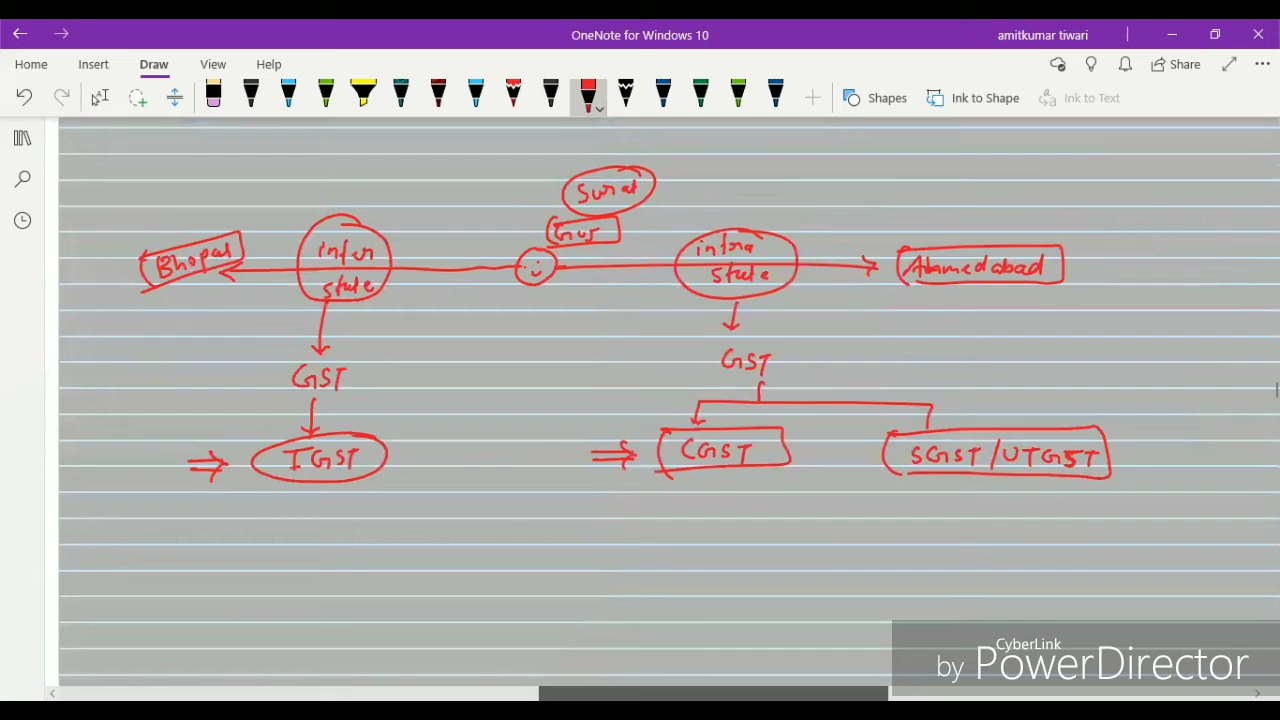 OneNote for Windows 10
amitkumar tiwari
Home Insert Draw View Help
Share
Shapes
Ink to Shape
Ink to Text
Surat
Guj
Bhopal
inter
state
intra
state
Ahmedabad
GST
GST
IGST
CGST
SGST/UTGST
CyberLink
by PowerDirector